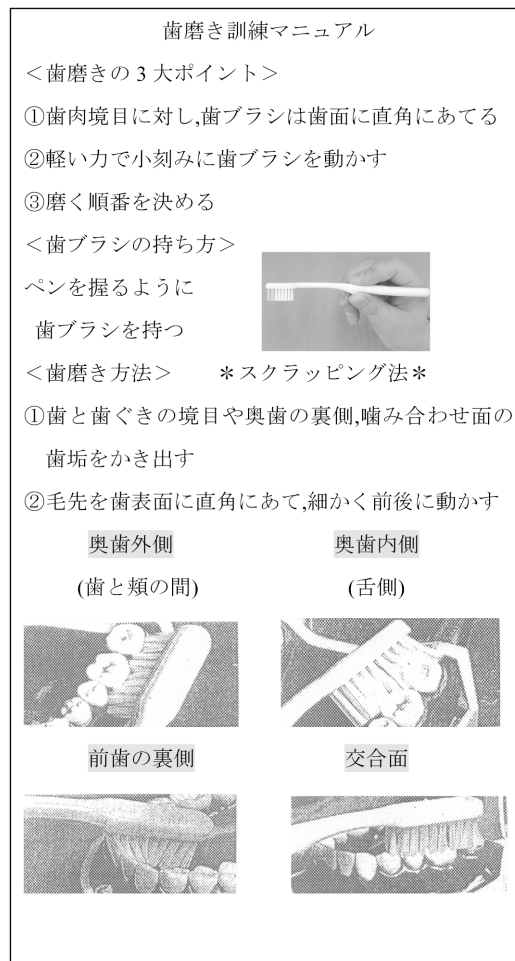 歯磨き訓練マニュアル
＜歯磨きの3大ポイント＞
①歯肉境目に対し,歯ブラシは歯面に直角にあてる
②軽い力で小刻みに歯ブラシを動かす
③磨く順番を決める
＜歯ブラシの持ち方＞
ペンを握るように
歯ブラシを持つ
＜歯磨き方法＞ ＊スクラッピング法＊
①歯と歯ぐきの境目や奥歯の裏側,噛み合わせ面の
歯垢をかき出す
②毛先を歯表面に直角にあて,細かく前後に動かす
奥歯外側 奥歯内側
(歯と頬の間) (舌側)
前歯の裏側 交合面